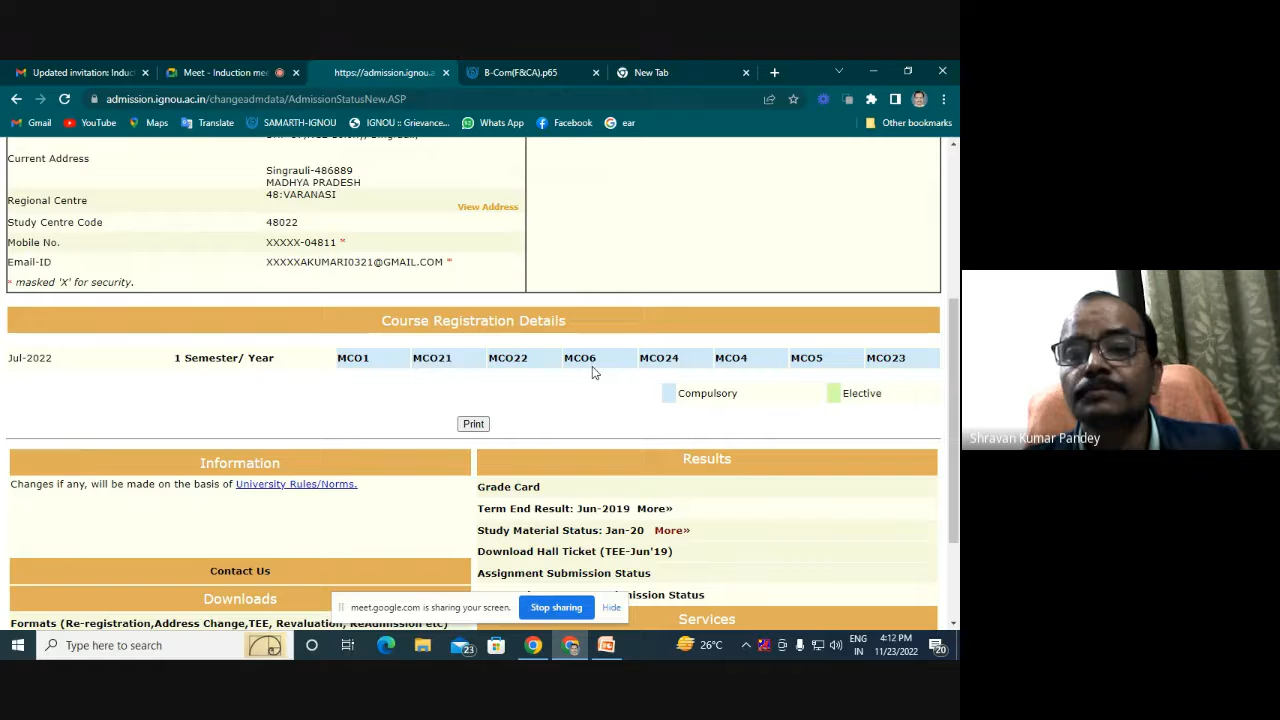 Updated invitation: Induc
Meet - Induction me
https://admission.ignou.a
B-Com(F&CA).p65
New Tab
admission.ignou.ac.in/changeadmdata/AdmissionStatusNew.ASP
Gmail
YouTube
Maps
Translate
SAMARTH-IGNOU
IGNOU :: Grievance...
Whats App
Facebook
ear
Other bookmarks
Current Address
Singrauli-486889
MADHYA PRADESH
Regional Centre
48:VARANASI
View Address
Study Centre Code
48022
Mobile No.
XXXXX-04811 *
Email-ID
XXXXXAKUMARI0321@GMAIL.COM *
* masked 'X' for security.
Course Registration Details
Jul-2022
1 Semester/ Year
MCO1
MCO21
MCO22
MCO6
MCO24
MCO4
MCO5
MCO23
Compulsory
Elective
Print
Information
Changes if any, will be made on the basis of University Rules/Norms.
Contact Us
Downloads
Formats (Re-registration,Address Change,TEE, Revaluation, ReAdmission etc)
Results
Grade Card
Term End Result: Jun-2019 More»
Study Material Status: Jan-20 More»
Download Hall Ticket (TEE-Jun'19)
Assignment Submission Status
mission Status
Services
meet.google.com is sharing your screen.
Stop sharing
Hide
Shravan Kumar Pandey
Type here to search
23
26°C
ENG
IN
4:12 PM
11/23/2022
20